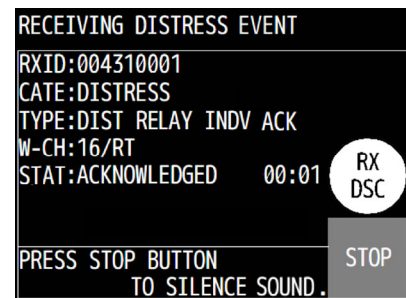 RECEIVING DISTRESS EVENT
RXID:004310001
CATE:DISTRESS
TYPE:DIST RELAY INDV ACK
W-CH:16/RT
STAT:ACKNOWLEDGED 00:01
RX
DSC
PRESS STOP BUTTON
TO SILENCE SOUND.
STOP